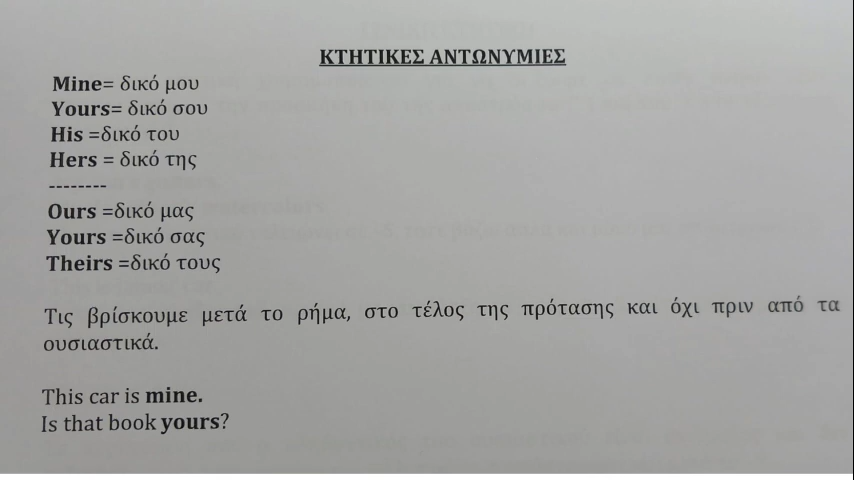 ΚΤΗΤΙΚΕΣ ΑΝΤΩΝΥΜΙΕΣ
Mine= δικό μου
Yours= δικό σου
His =δικό του
Hers = δικό της
--------
Ours =δικό μας
Yours =δικό σας
Theirs =δικό τους
Τις βρίσκουμε μετά το ρήμα, στο τέλος της πρότασης και όχι πριν από τα
ουσιαστικά.
This car is mine.
Is that book yours?